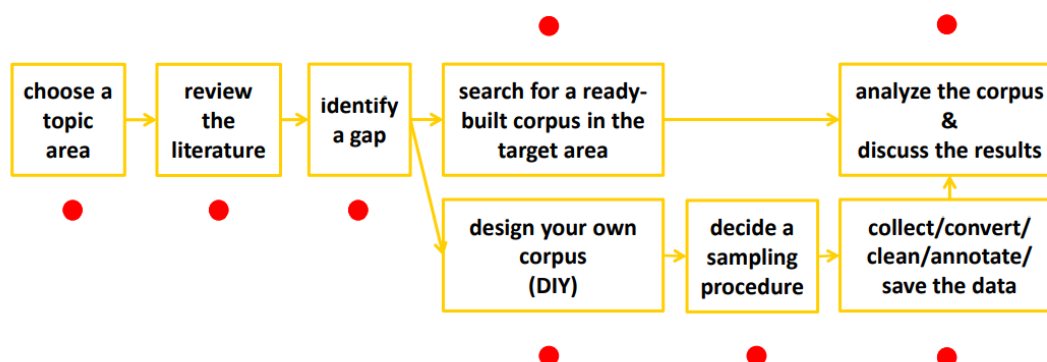 choose a
topic
area
review
the
literature
identify
a gap
search for a ready-
built corpus in the
target area
analyze the corpus
&
discuss the results
design your own
corpus
(DIY)
decide a
sampling
procedure
collect/convert/
clean/annotate/
save the data